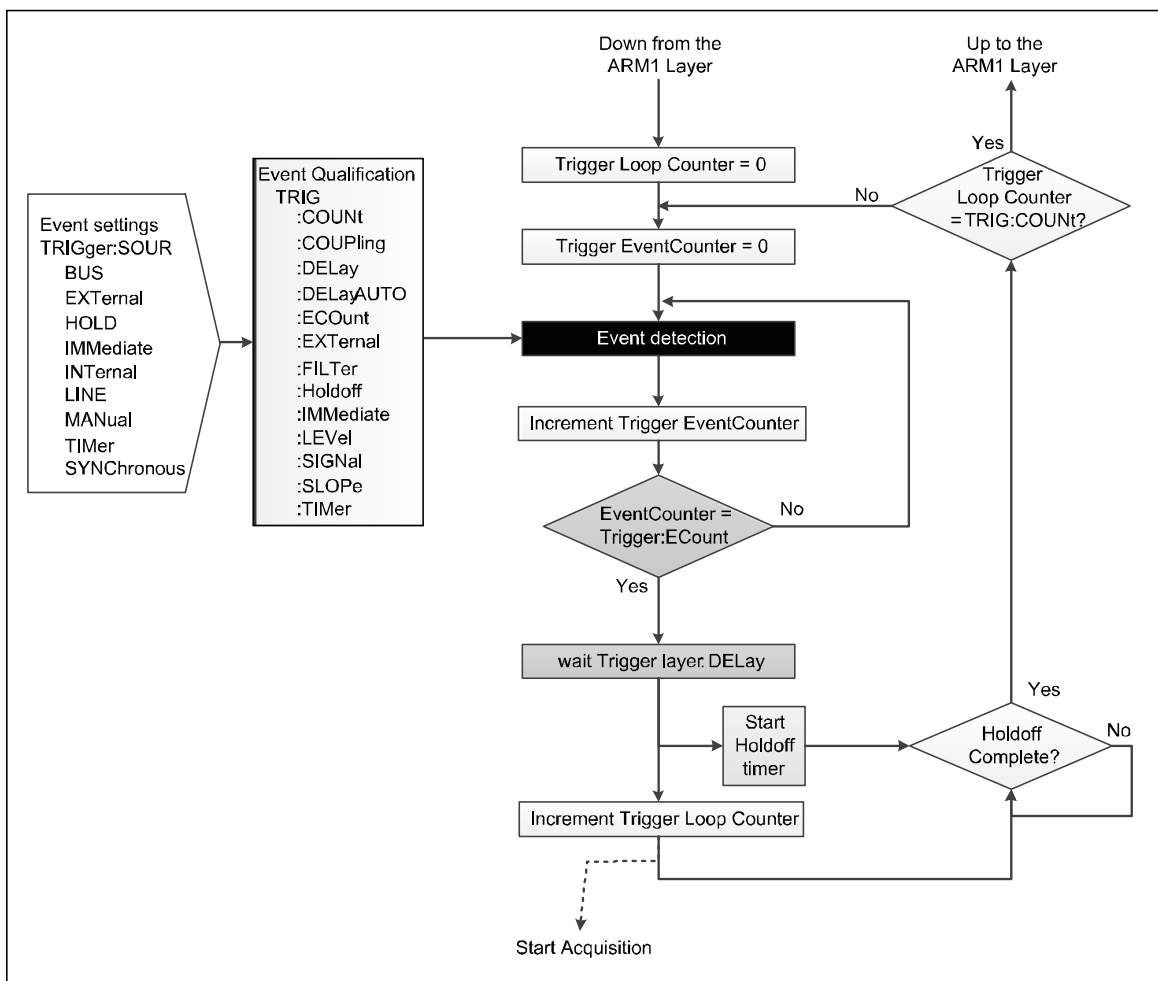 Down from the
ARM1 Layer
Up to the
ARM1 Layer
Yes
Trigger
Loop Counter
= TRIG:COUNt?
No
Trigger Loop Counter = 0
Trigger EventCounter = 0
Event Qualification
TRIG
:COUNt
:COUPling
:DELay
:DELayAUTO
:ECOunt
:EXTernal
:FILTer
:Holdoff
:IMMediate
:LEVel
:SIGNal
:SLOPe
:TIMer
Event settings
TRIGger:SOUR
BUS
EXTernal
HOLD
IMMediate
INTernal
LINE
MANual
TIMer
SYNChronous
Event detection
Increment Trigger EventCounter
EventCounter =
Trigger:ECount
No
Yes
wait Trigger layer:DELay
Start
Holdoff
timer
Yes
Holdoff
Complete?
No
Increment Trigger Loop Counter
Start Acquisition